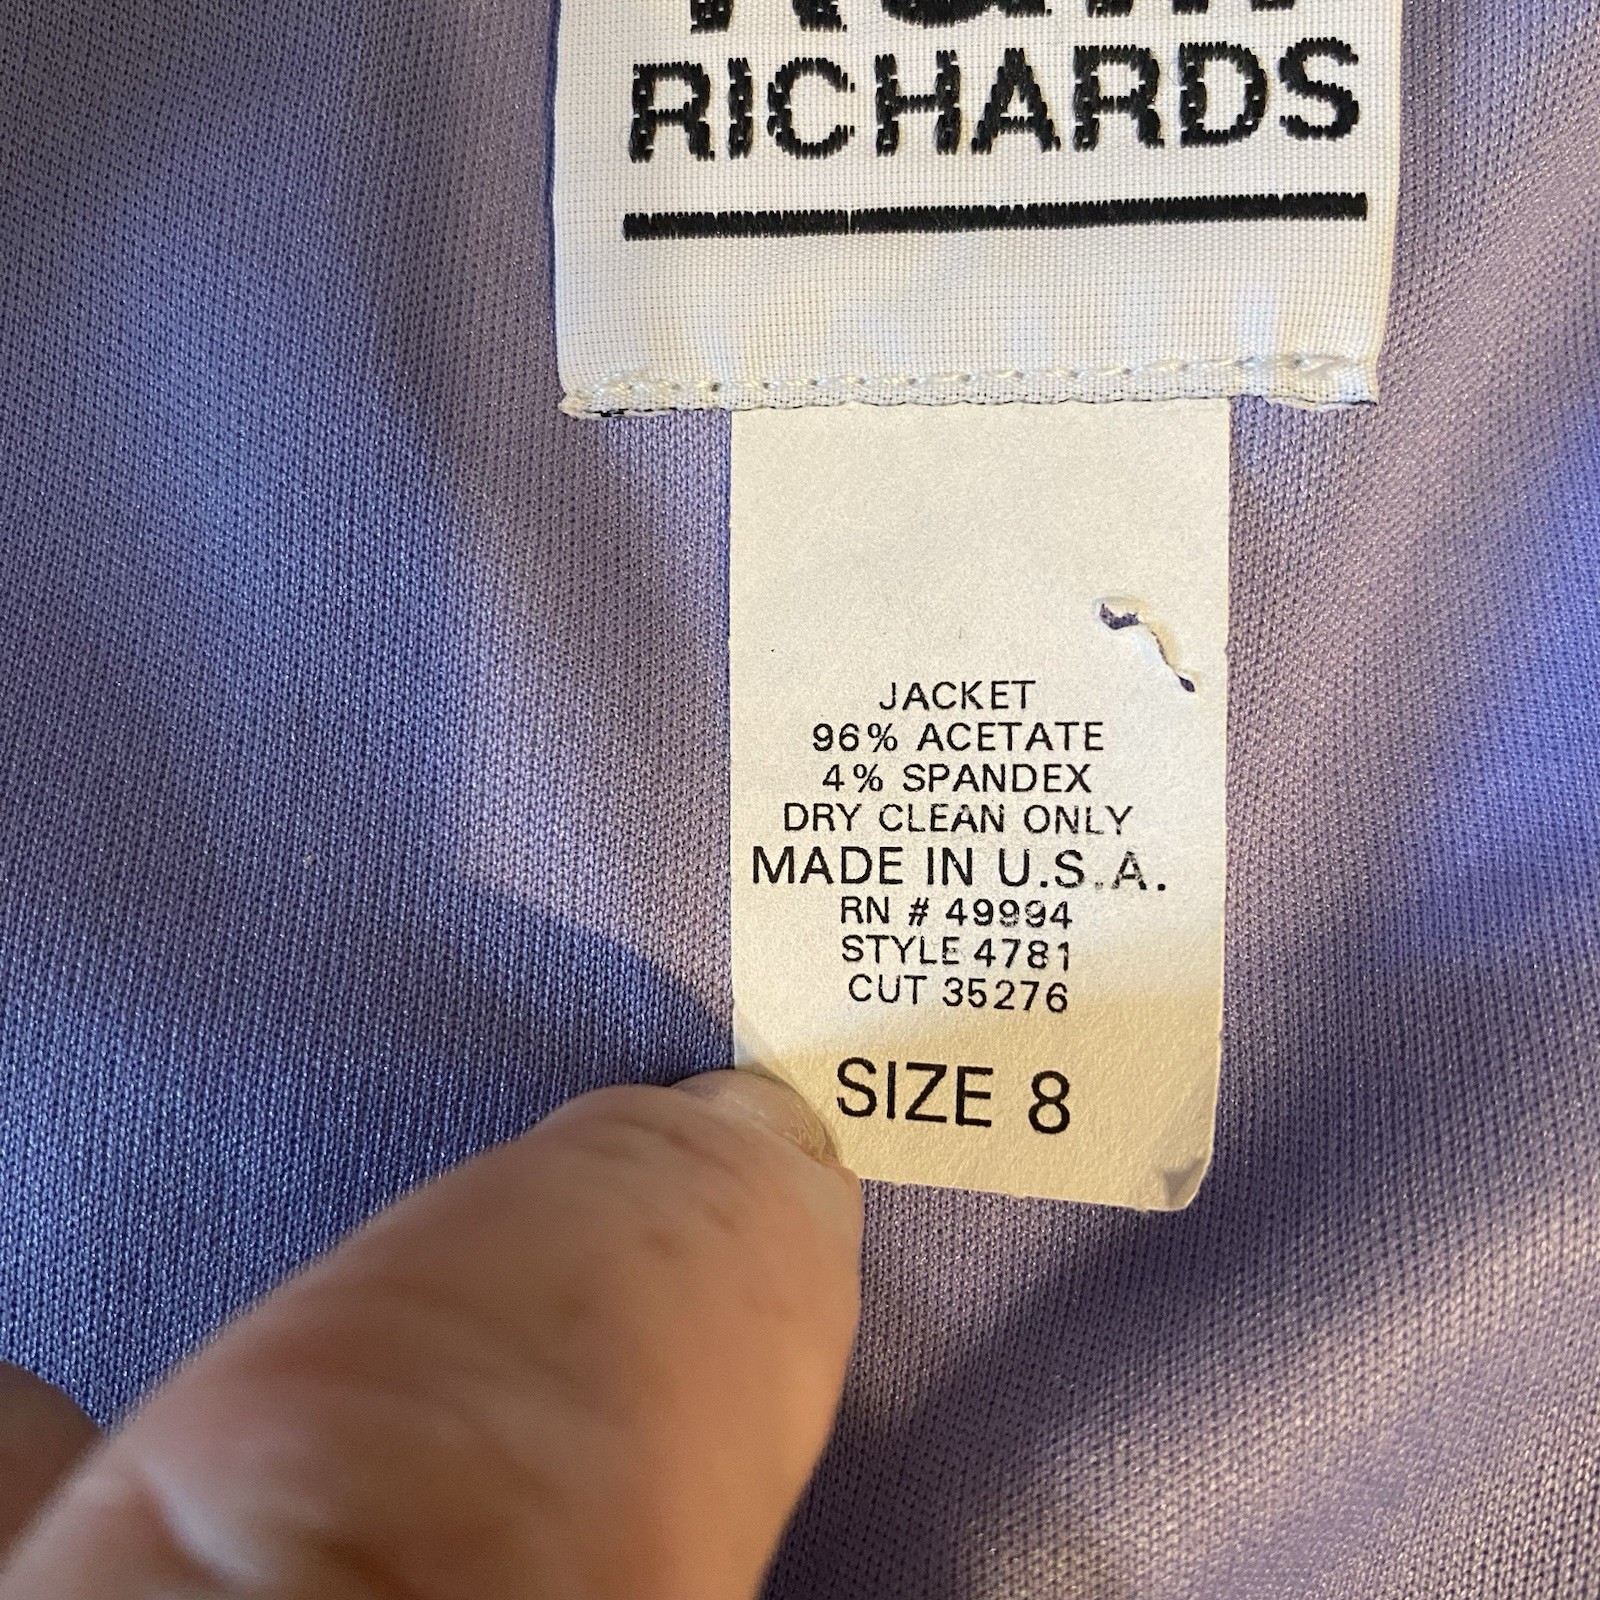 RICHARDS
JACKET
96% ACETATE
4% SPANDEX
DRY CLEAN ONLY
MADE IN U.S.A.
RN # 49994
STYLE 4781
CUT 35276
SIZE 8